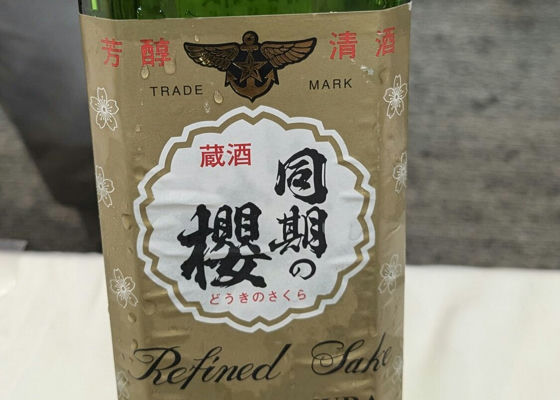 芳醇 清酒
TRADE MARK
蔵酒
同期の
櫻
どうきのさくら
Refined Sake